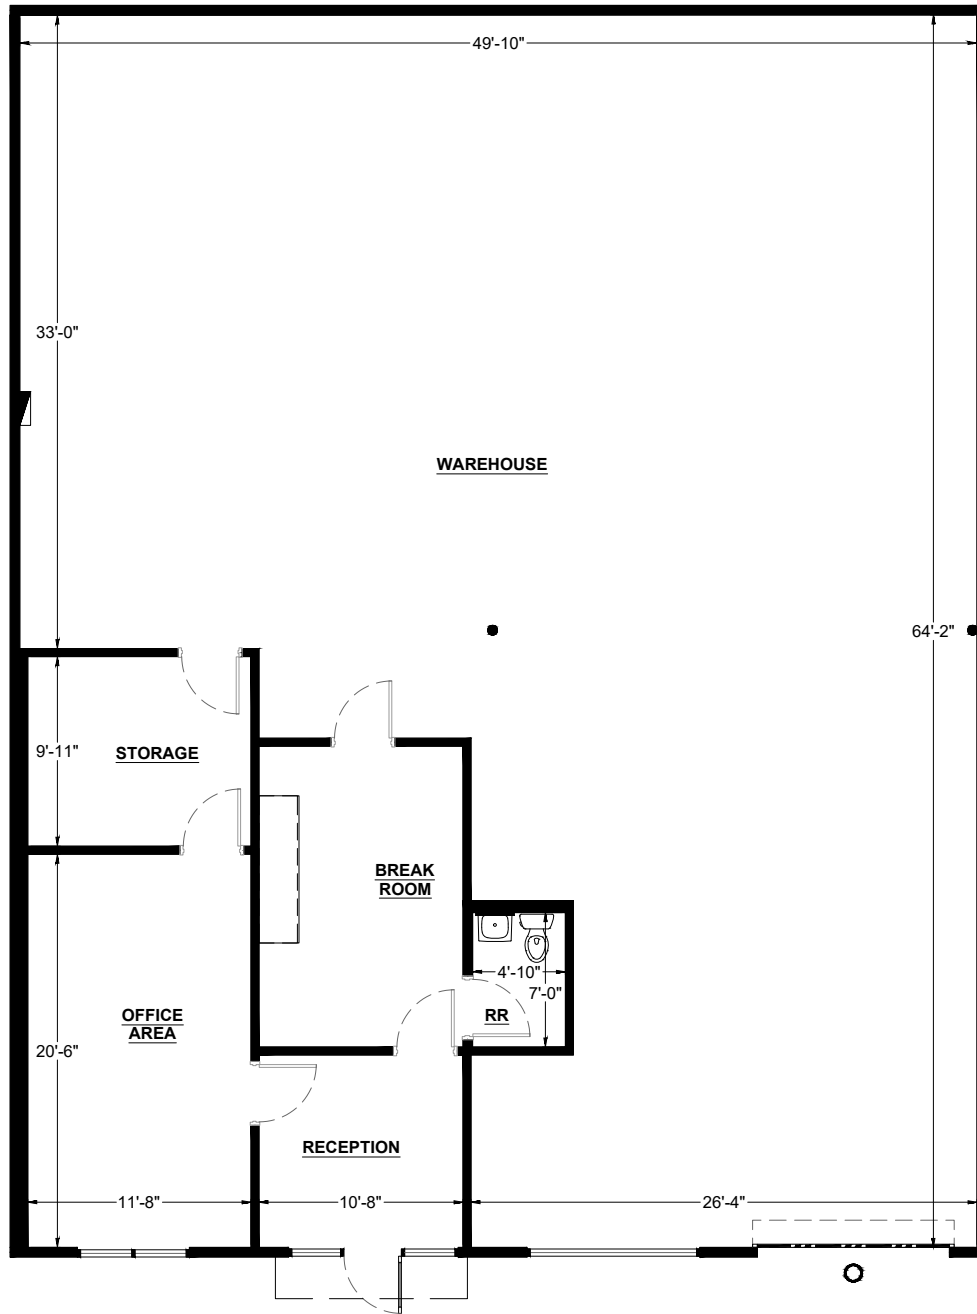 49'-10"
33'-0"
WAREHOUSE
64'-2"
9'-11"
STORAGE
BREAK
ROOM
4'-10"
7'-0"
RR
OFFICE
AREA
20'-6"
RECEPTION
11'-8"
10'-8"
26'-4"